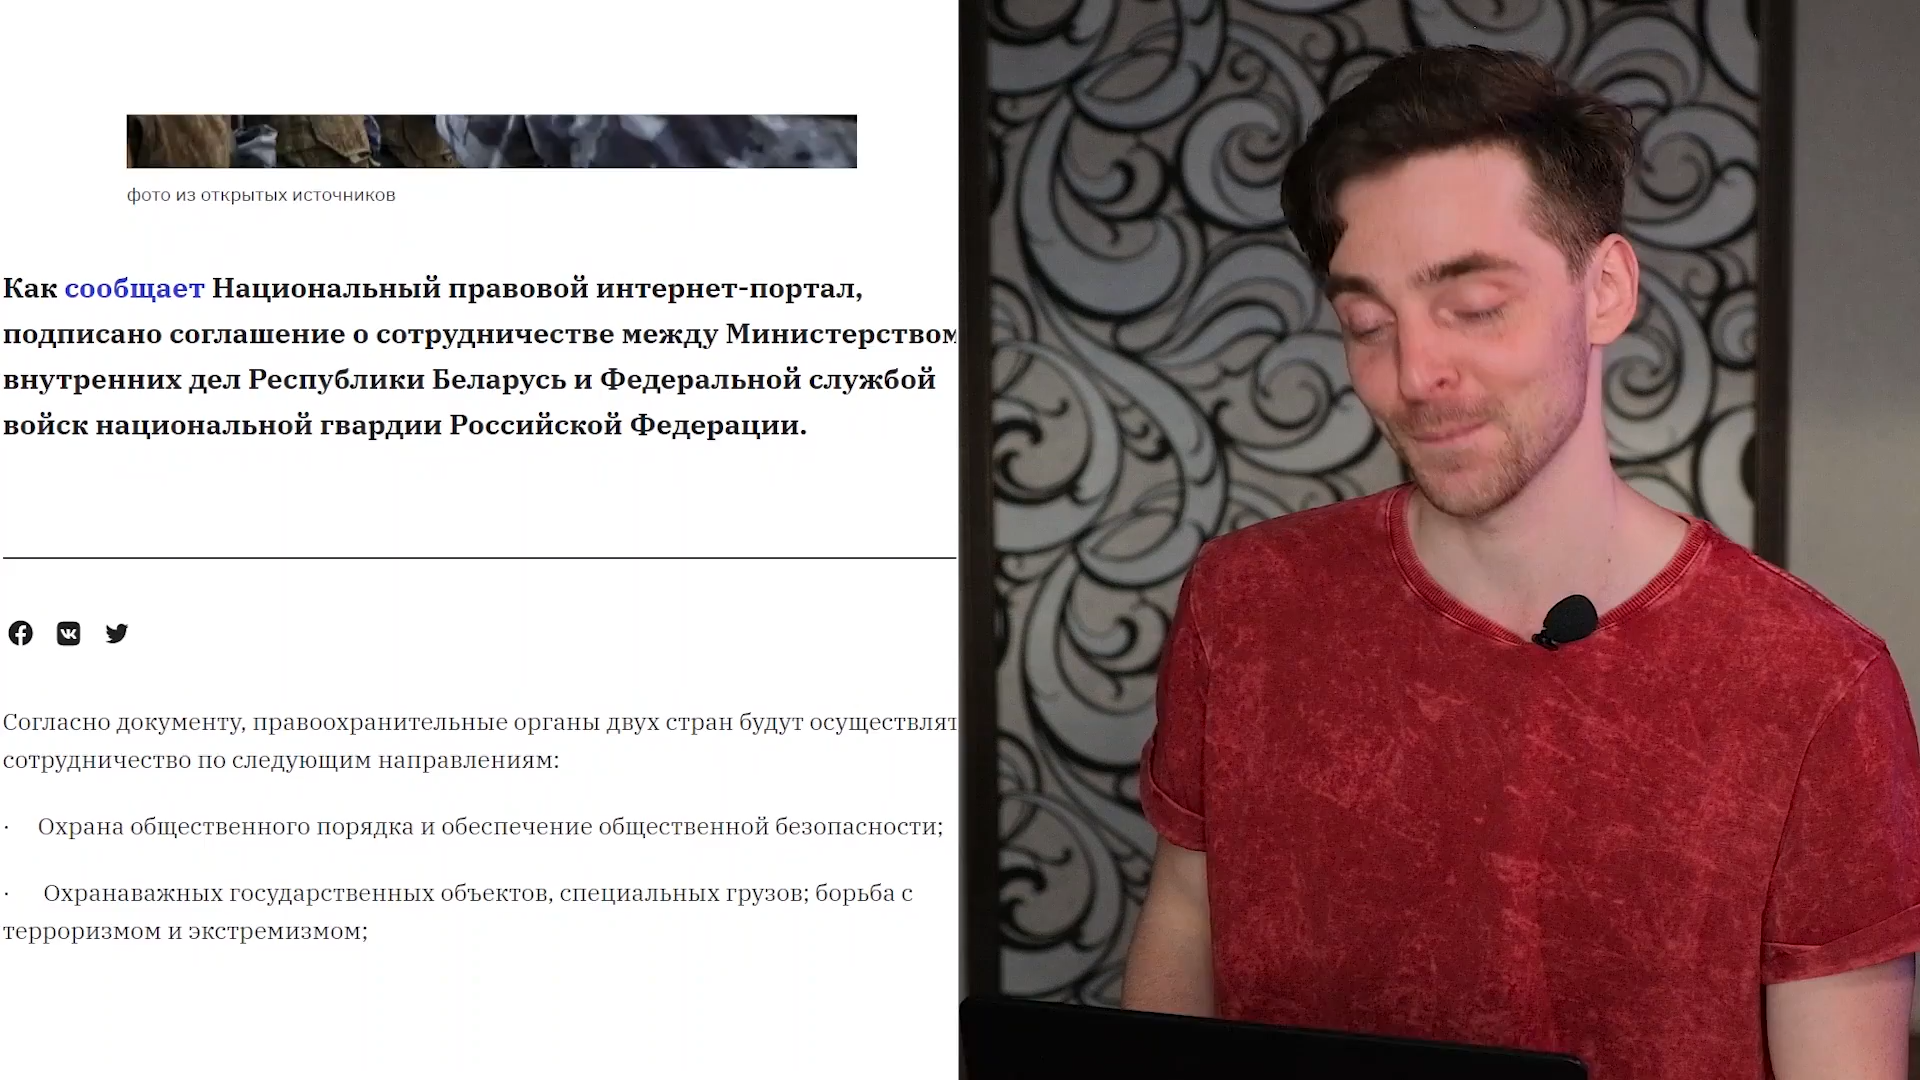 фото из открытых источников
Как сообщает Национальный правовой интернет-портал,
подписано соглашение о сотрудничестве между Министерством
внутренних дел Республики Беларусь и Федеральной службой
войск национальной гвардии Российской Федерации.
Согласно документу, правоохранительные органы двух стран будут осуществлят
сотрудничество по следующим направлениям:
· Охрана общественного порядка и обеспечение общественной безопасности;
· Охранаважных государственных объектов, специальных грузов; борьба с
терроризмом и экстремизмом;